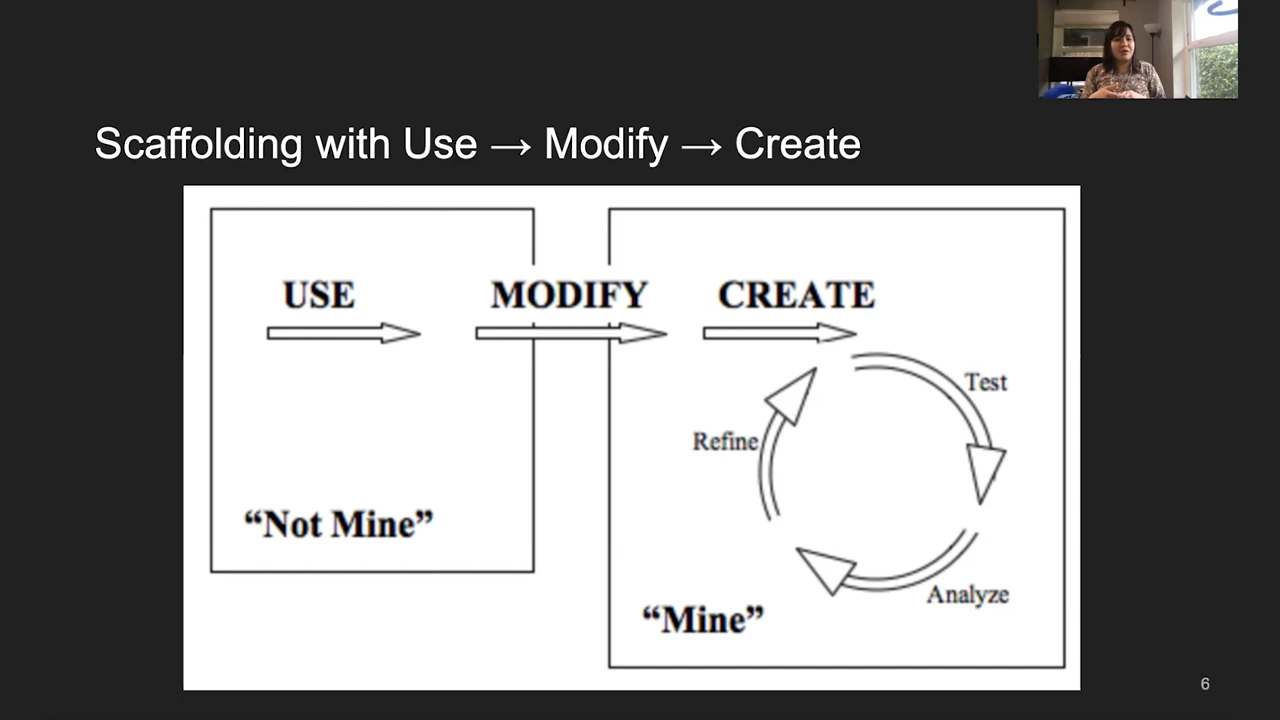 Scaffolding with Use → Modify → Create
USE
MODIFY
CREATE
Test
Refine
“Not Mine”
Analyze
“Mine”
6